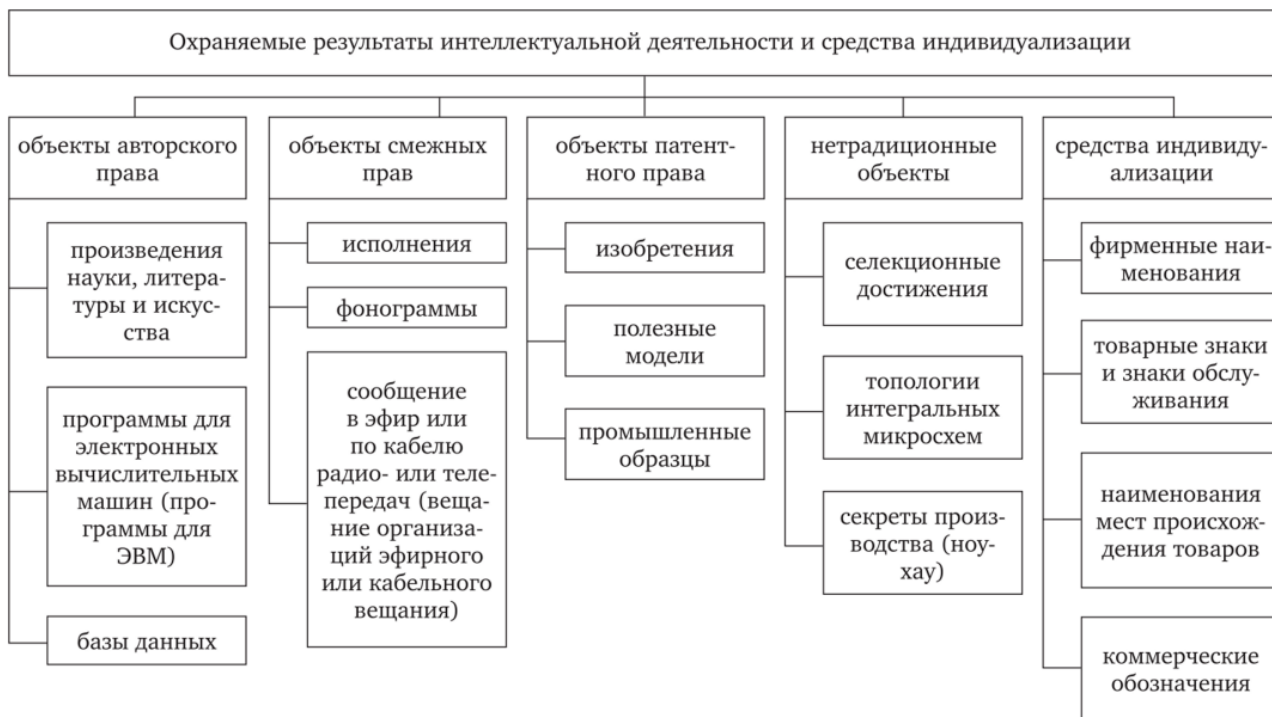 Охраняемые результаты интеллектуальной деятельности и средства индивидуализации
объекты авторского
права
произведения
науки, литера-
туры и искус-
ства
программы для
электронных
вычислительных
машин (про-
граммы для
ЭВМ)
базы данных
объекты смежных
прав
исполнения
фонограммы
сообщение
в эфир или
по кабелю
радио- или теле-
передач (веща-
ние организа-
ций эфирного
или кабельного
вещания)
объекты патент-
ного права
изобретения
полезные
модели
промышленные
образцы
нетрадиционные
объекты
селекционные
достижения
топологии
интегральных
микросхем
секреты произ-
водства (ноу-
хау)
средства индивиду-
ализации
фирменные на-
именования
товарные знаки
и знаки обслу-
живания
наименования
мест происхож-
дения товаров
коммерческие
обозначения